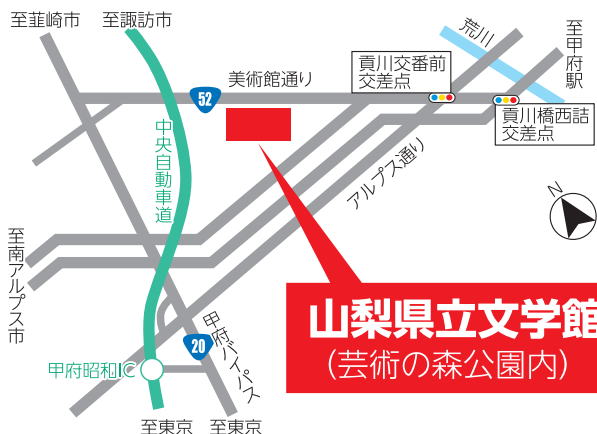 至韮崎市
至諏訪市
荒川
至甲府駅
美術館通り
貢川交番前
交差点
52
貢川橋西詰
交差点
中央自動車道
アルプス通り
N
至南アルプス市
山梨県立文学館
(芸術の森公園内)
甲府バイパス
20
甲府昭和IC
至東京
至東京